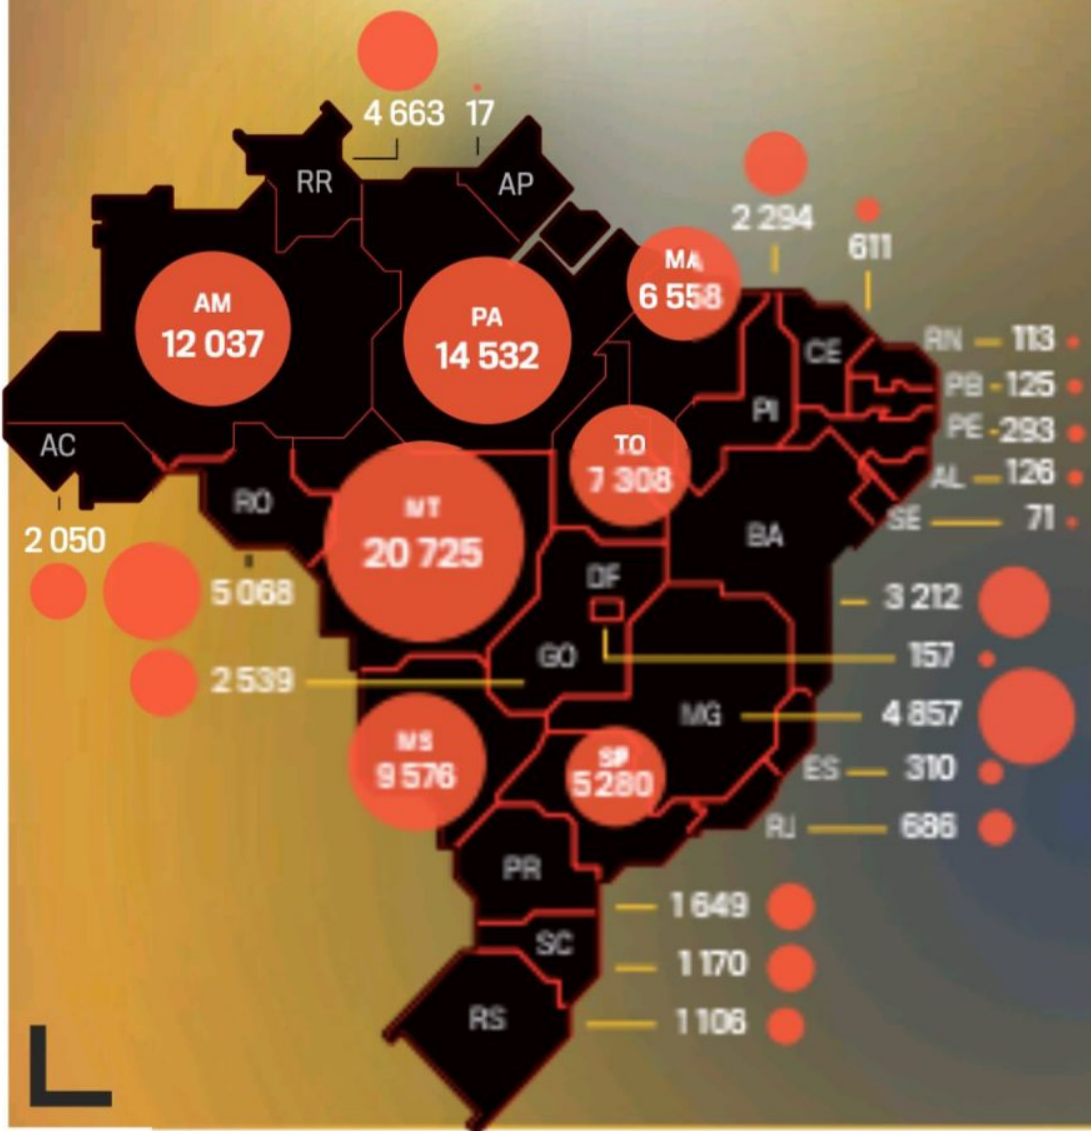 4 663 17
RR
AP
2 294
611
MA
6 558
AM
12 037
PA
14 532
CE
RN 113
PB 125
PI
PE 293
AC
TO
7 308
AL 126
RO
MT
20 725
SE 71
BA
2 050
DF
5 068
3 212
GO
157
2 539
MG 4 857
MS
9 576
SP
5 280
ES 310
RJ 686
PR
1 649
SC
1 170
RS
1 106